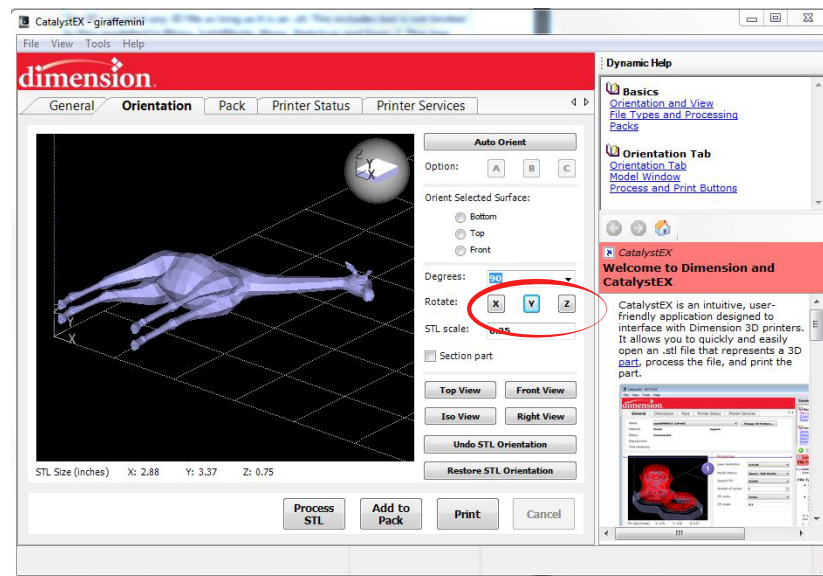 CatalystEX - giraffemini
File View Tools Help
dimension.
General Orientation Pack Printer Status Printer Services
Z
Y
X
Z
Y
X
STL Size (inches) X: 2.88 Y: 3.37 Z: 0.75
Auto Orient
Option: A B C
Orient Selected Surface:
Bottom
Top
Front
Degrees: 90
Rotate: X Y Z
STL scale: 0.25
Section part
Top View Front View
Iso View Right View
Undo STL Orientation
Restore STL Orientation
Process STL
Add to Pack
Print
Cancel
Dynamic Help
Basics
Orientation and View
File Types and Processing
Packs
Orientation Tab
Orientation Tab
Model Window
Process and Print Buttons
CatalystEX
Welcome to Dimension and
CatalystEX
CatalystEX is an intuitive, user-
friendly application designed to
interface with Dimension 3D printers.
It allows you to quickly and easily
open an .stl file that represents a 3D
part, process the file, and print the
part.
dimension
Properties
1